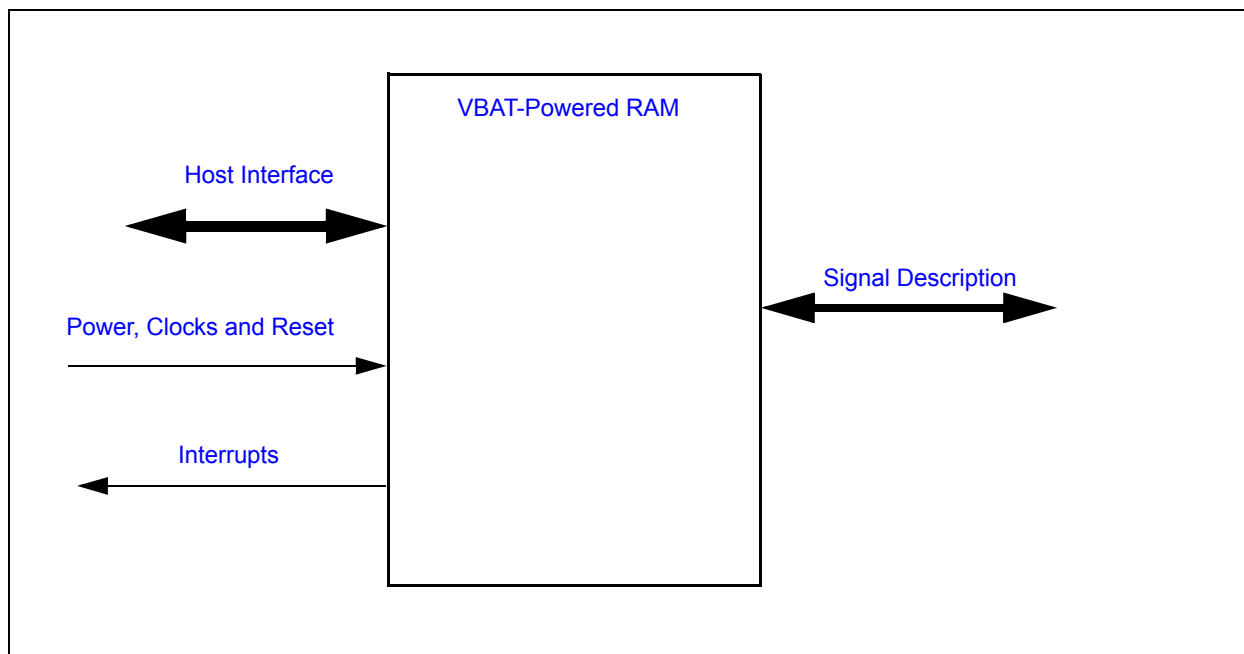 VBAT-Powered RAM
Host Interface
Signal Description
Power, Clocks and Reset
Interrupts